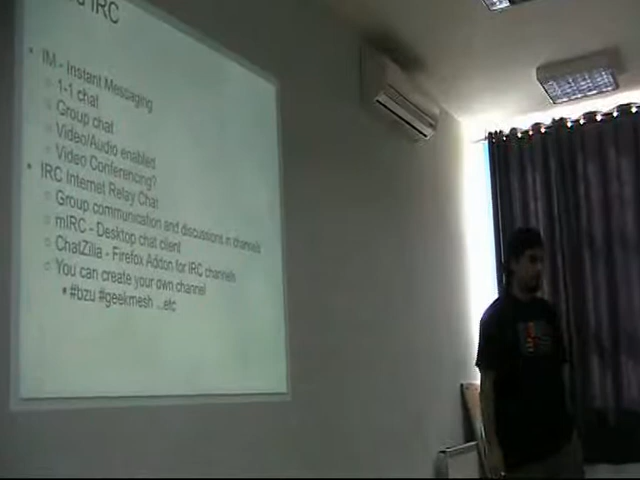 IRC
• IM - Instant Messaging
○ 1-1 chat
○ Group chat
○ Video/Audio enabled
○ Video Conferencing?
• IRC Internet Relay Chat
○ Group communication and discussions in channels
○ mIRC - Desktop chat client
○ ChatZilla - Firefox Addon for IRC channels
○ You can create your own channel
▪ #bzu #geekmesh ...etc